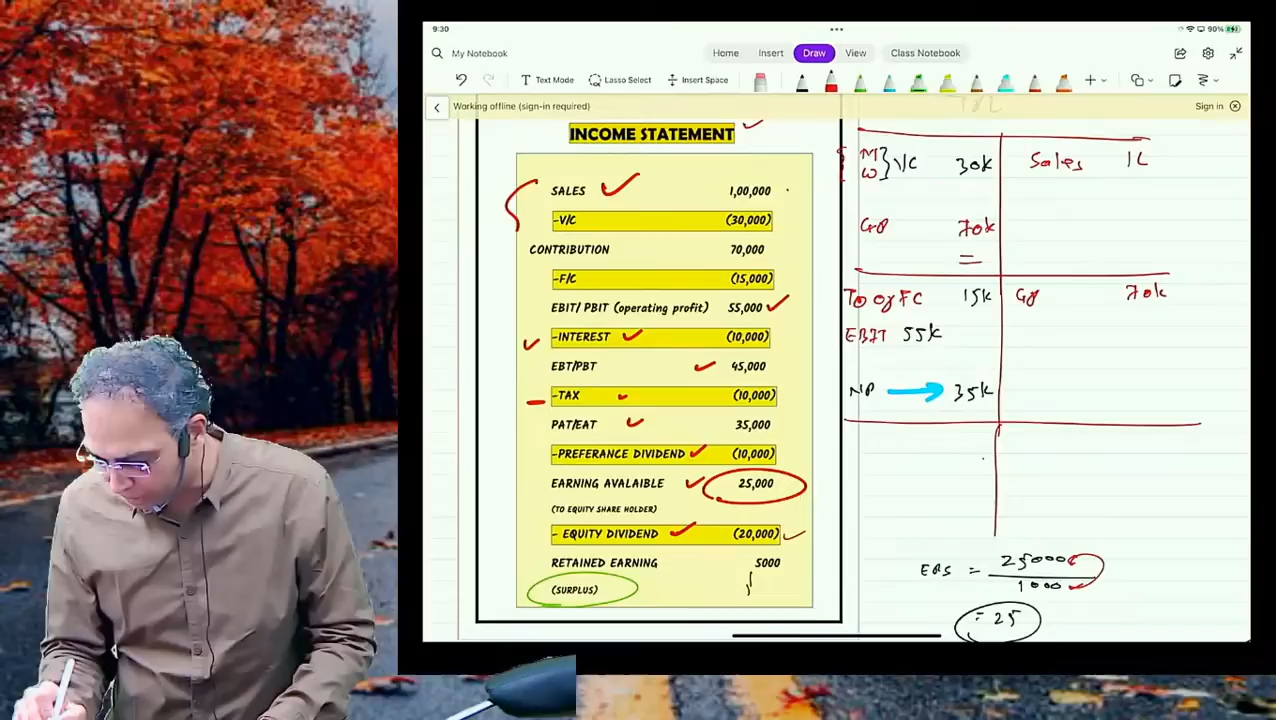 9:30
90%
My Notebook
Home Insert Draw View Class Notebook
Text Mode Lasso Select Insert Space
Working offline (sign-in required) Sign in
INCOME STATEMENT
SALES 1,00,000
-V/C (30,000)
CONTRIBUTION 70,000
-F/C (15,000)
EBIT/ PBIT (operating profit) 55,000
-INTEREST (10,000)
EBT/PBT 45,000
-TAX (10,000)
PAT/EAT 35,000
-PREFERANCE DIVIDEND (10,000)
EARNING AVALAIBLE 25,000
(TO EQUITY SHARE HOLDER)
- EQUITY DIVIDEND (20,000)
RETAINED EARNING 5000
(SURPLUS)
M
W } V/C 30K Sales 1L
GP 70K
To OFFC 15K GP 70K
EBIT 55K
NP 35K
EPS = 25000
1000
= 25